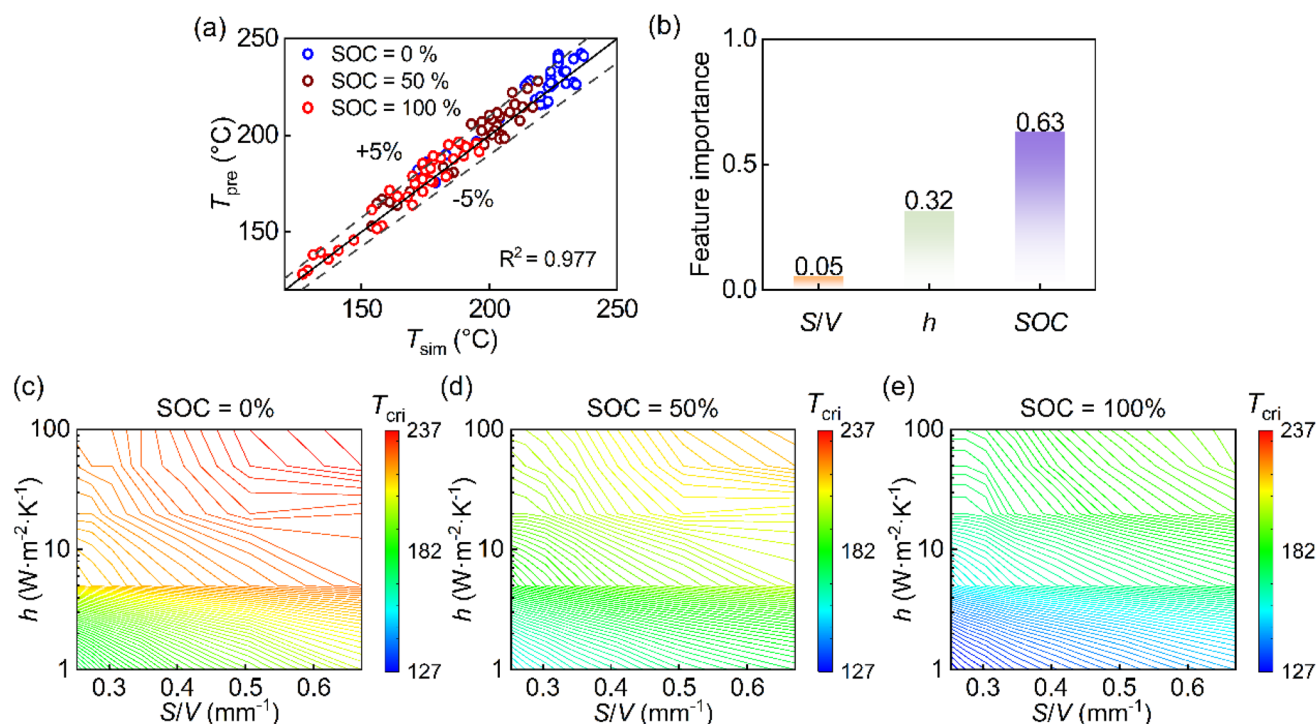 (a)
250
200
150
T_pre (°C)
SOC = 0 %
SOC = 50 %
SOC = 100 %
+5%
-5%
R² = 0.977
150 200 250
T_sim (°C)
(b)
1.0
0.5
0.0
Feature importance
0.05
0.32
0.63
S/V h SOC
(c)
SOC = 0%
T_cri
237
182
127
100
10
1
h (W·m⁻²·K⁻¹)
0.3 0.4 0.5 0.6
S/V (mm⁻¹)
(d)
SOC = 50%
T_cri
237
182
127
100
10
1
h (W·m⁻²·K⁻¹)
0.3 0.4 0.5 0.6
S/V (mm⁻¹)
(e)
SOC = 100%
T_cri
237
182
127
100
10
1
h (W·m⁻²·K⁻¹)
0.3 0.4 0.5 0.6
S/V (mm⁻¹)